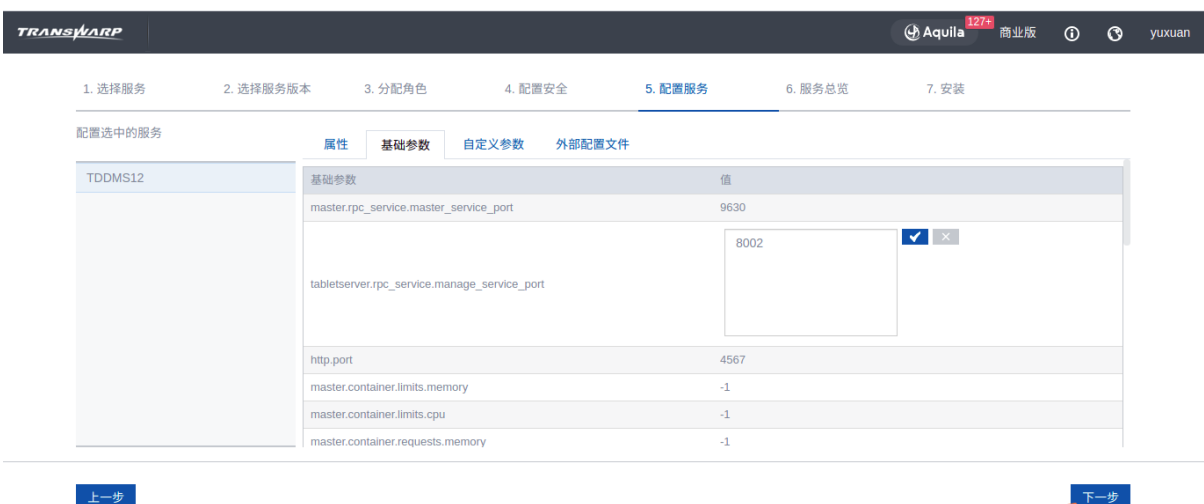 TRANSWARP
Aquila 127+ 商业版 yuxuan
1. 选择服务 2. 选择服务版本 3. 分配角色 4. 配置安全 5. 配置服务 6. 服务总览 7. 安装
配置选中的服务
属性 基础参数 自定义参数 外部配置文件
TDDMS12
基础参数 值
master.rpc_service.master_service_port 9630
tabletserver.rpc_service.manage_service_port 8002
http.port 4567
master.container.limits.memory -1
master.container.limits.cpu -1
master.container.requests.memory -1
上一步 下一步